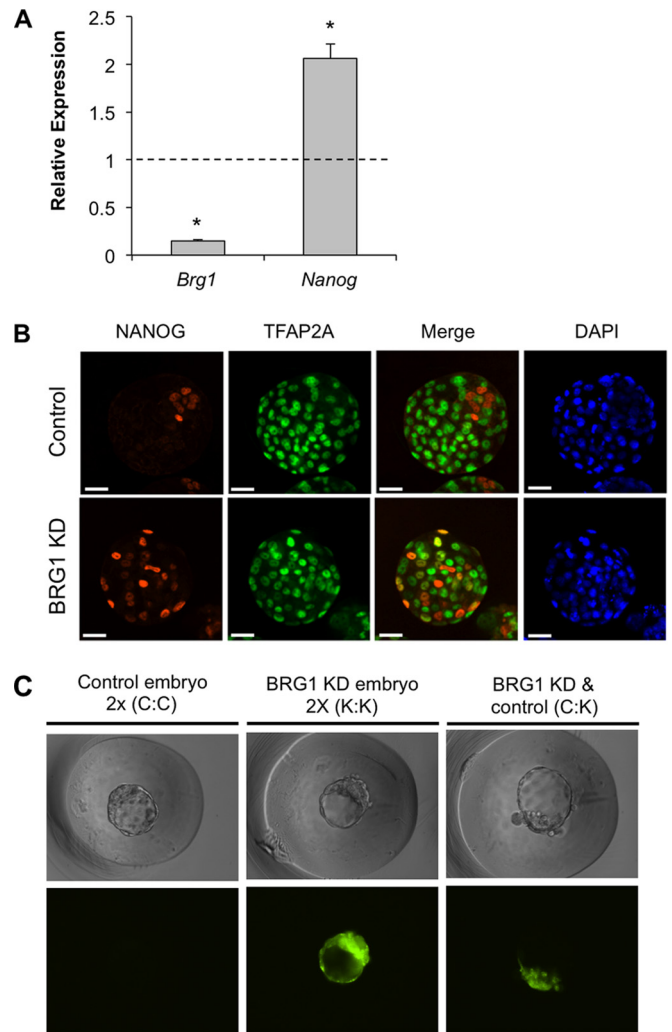 A
Relative Expression
2.5
2
1.5
1
0.5
0
*
*
Brg1
Nanog
B
NANOG
TFAP2A
Merge
DAPI
Control
BRG1 KD
C
Control embryo
2x (C:C)
BRG1 KD embryo
2X (K:K)
BRG1 KD &
control (C:K)